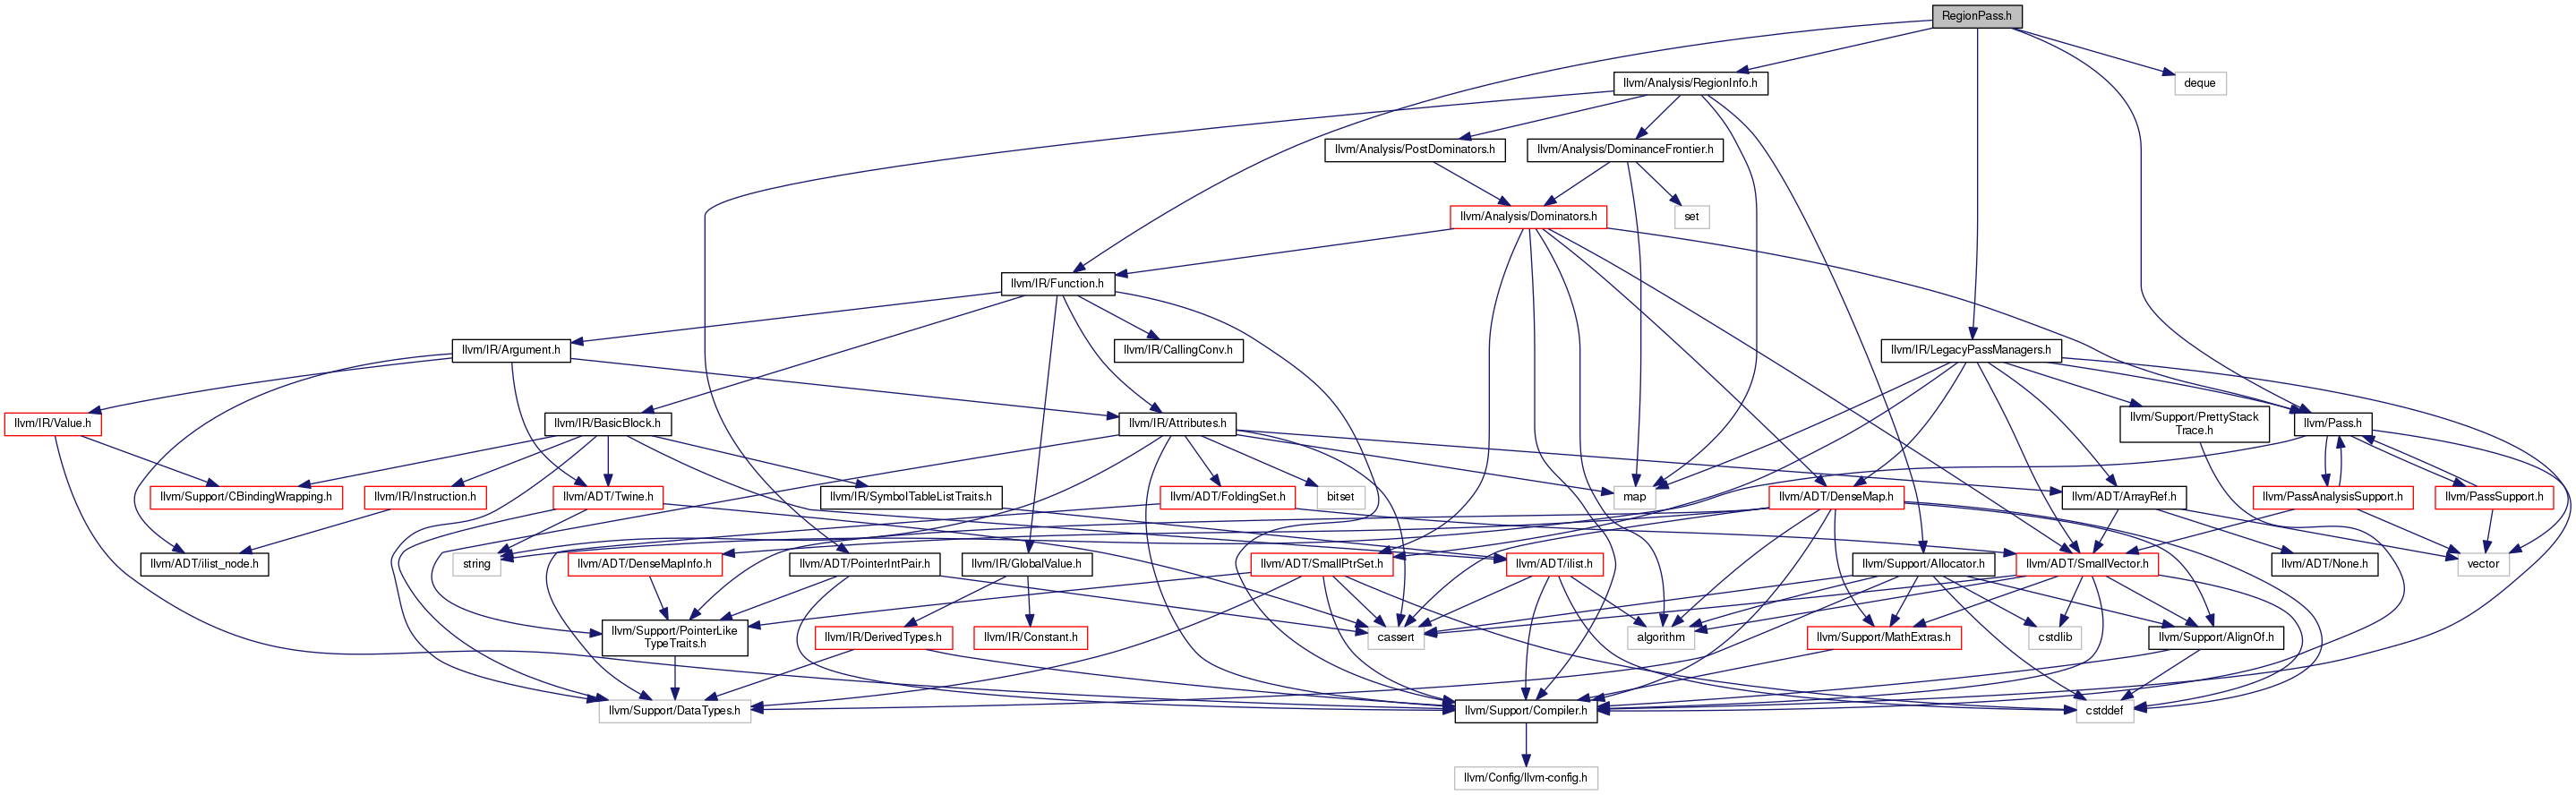 RegionPass.h
llvm/Analysis/RegionInfo.h
deque
llvm/Analysis/PostDominators.h
llvm/Analysis/DominanceFrontier.h
llvm/Analysis/Dominators.h
set
llvm/IR/Function.h
llvm/IR/Argument.h
llvm/IR/CallingConv.h
llvm/IR/LegacyPassManagers.h
llvm/IR/Value.h
llvm/IR/BasicBlock.h
llvm/IR/Attributes.h
llvm/Support/PrettyStack
Trace.h
llvm/Pass.h
llvm/Support/CBindingWrapping.h
llvm/IR/Instruction.h
llvm/ADT/Twine.h
llvm/IR/SymbolTableListTraits.h
llvm/ADT/FoldingSet.h
bitset
map
llvm/ADT/DenseMap.h
llvm/ADT/ArrayRef.h
llvm/PassAnalysisSupport.h
llvm/PassSupport.h
llvm/ADT/ilist_node.h
string
llvm/ADT/DenseMapInfo.h
llvm/ADT/PointerIntPair.h
llvm/IR/GlobalValue.h
llvm/ADT/SmallPtrSet.h
llvm/ADT/ilist.h
llvm/Support/Allocator.h
llvm/ADT/SmallVector.h
llvm/ADT/None.h
vector
llvm/Support/PointerLike
TypeTraits.h
llvm/IR/DerivedTypes.h
llvm/IR/Constant.h
cassert
algorithm
llvm/Support/MathExtras.h
cstdlib
llvm/Support/AlignOf.h
llvm/Support/DataTypes.h
llvm/Support/Compiler.h
cstddef
llvm/Config/llvm-config.h